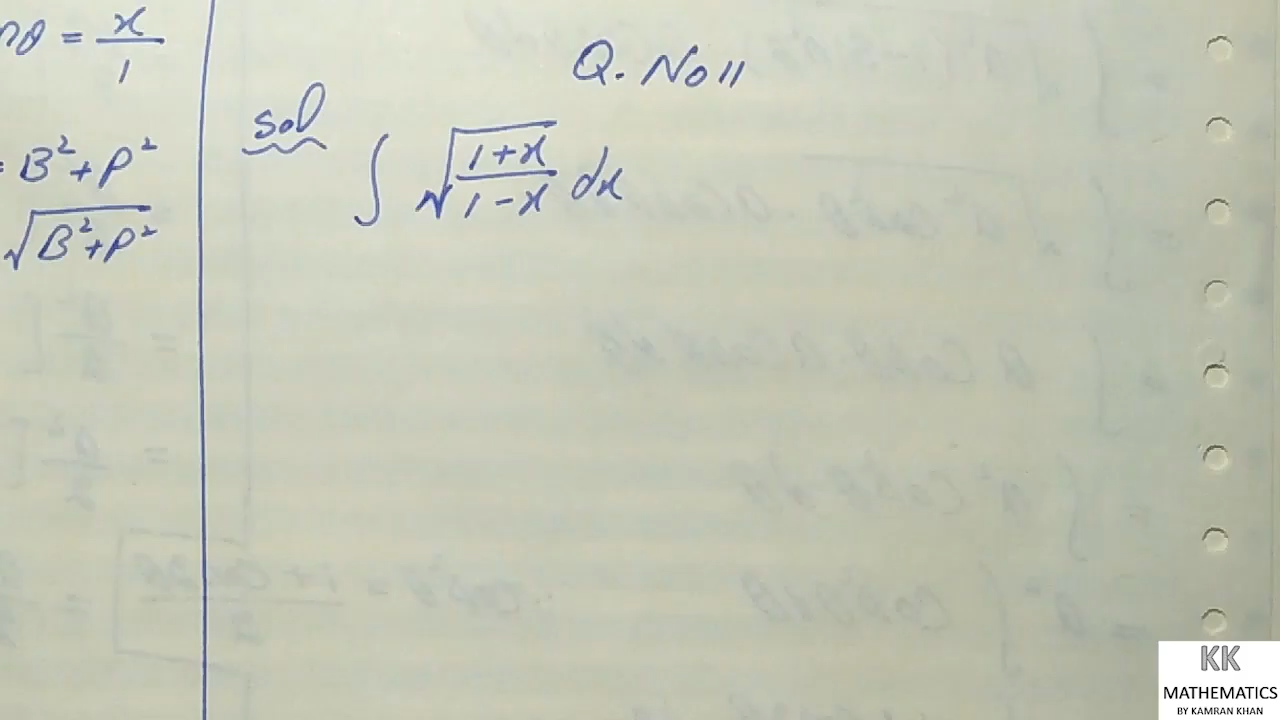 nθ = x/1
= B² + P²
√(B² + P²)
Q. No 11
Sol
∫ √((1+x)/(1-x)) dx
KK
MATHEMATICS
BY KAMRAN KHAN